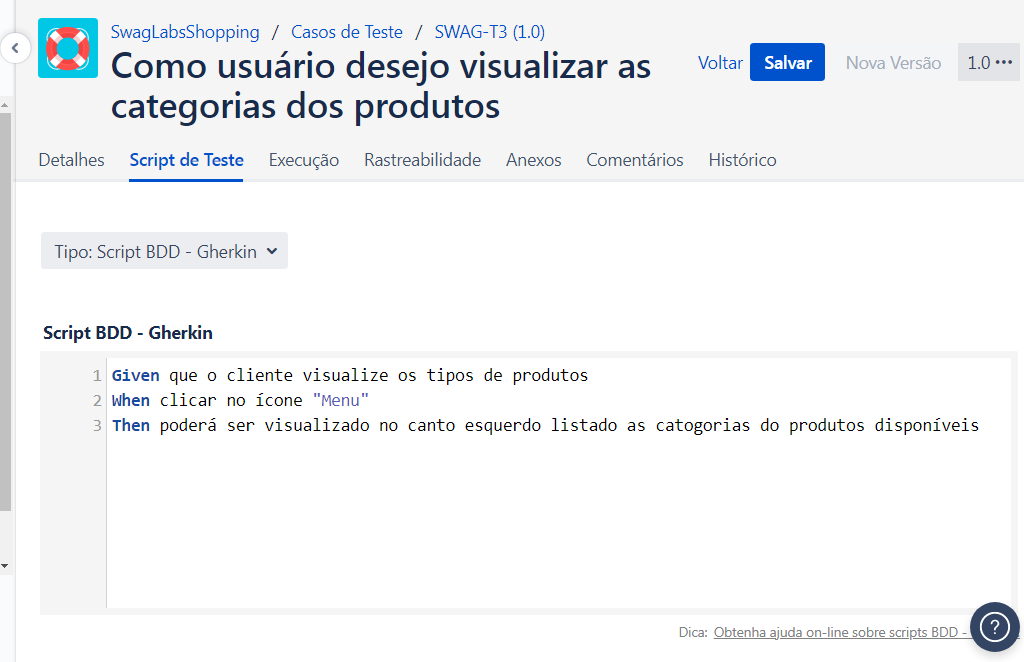 SwagLabsShopping / Casos de Teste / SWAG-T3 (1.0)
Como usuário desejo visualizar as
categorias dos produtos
Voltar Salvar Nova Versão 1.0 •••
Detalhes Script de Teste Execução Rastreabilidade Anexos Comentários Histórico
Tipo: Script BDD - Gherkin
Script BDD - Gherkin
1 Given que o cliente visualize os tipos de produtos
2 When clicar no ícone "Menu"
3 Then poderá ser visualizado no canto esquerdo listado as catogorias do produtos disponíveis
Dica: Obtenha ajuda on-line sobre scripts BDD -
?